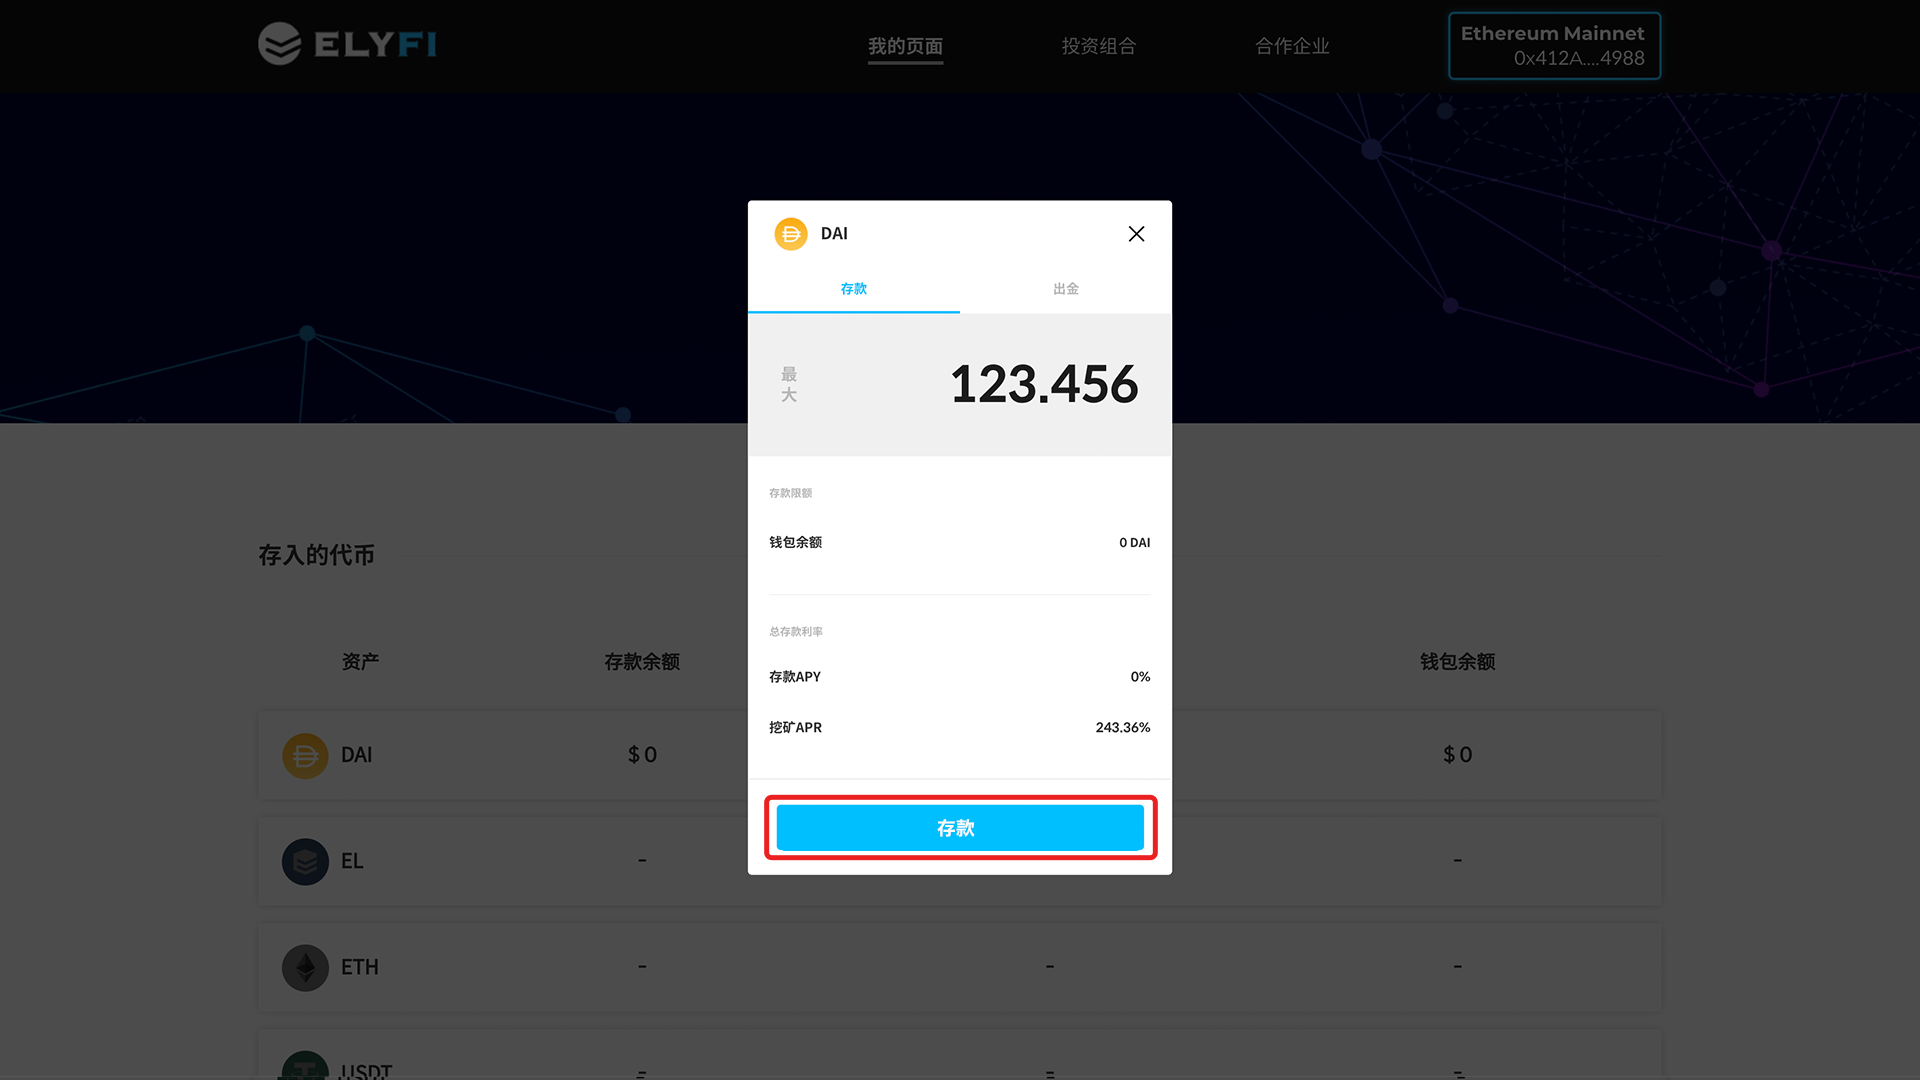 ELYFI
我的页面
投资组合
合作企业
Ethereum Mainnet
0x412A....4988
DAI
存款
出金
最大
123.456
存款限额
钱包余额
0 DAI
总存款利率
存款APY
0%
挖矿APR
243.36%
存款
存入的代币
资产
存款余额
钱包余额
DAI
$ 0
$ 0
EL
-
-
ETH
-
-
-
USDT
-
-
-